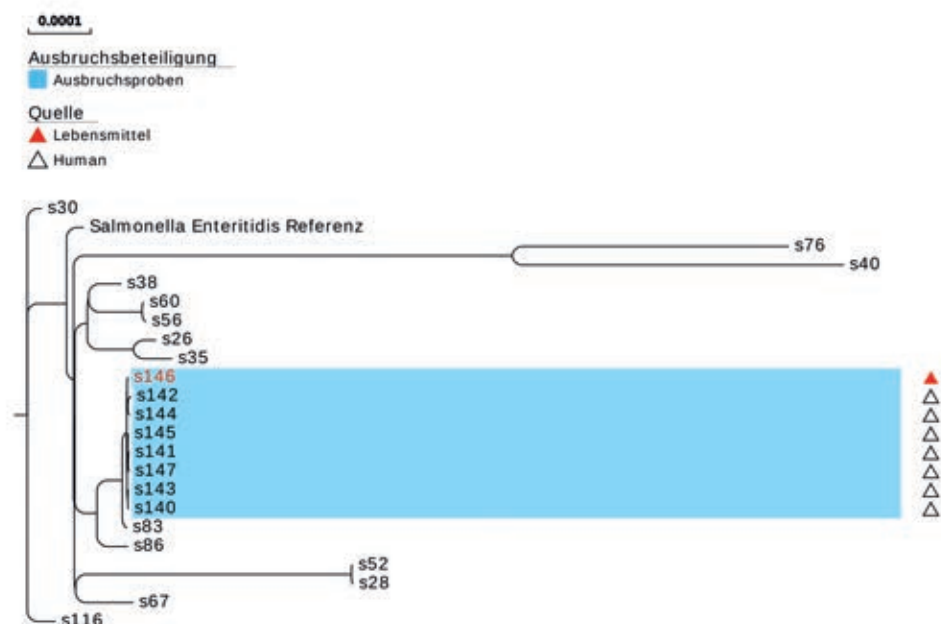 0.0001
Ausbruchsbeteiligung
Ausbruchsproben
Quelle
Lebensmittel
Human
s30
Salmonella Enteritidis Referenz
s76
s40
s38
s60
s56
s26
s35
s146
s142
s144
s145
s141
s147
s143
s140
s83
s86
s52
s28
s67
s116